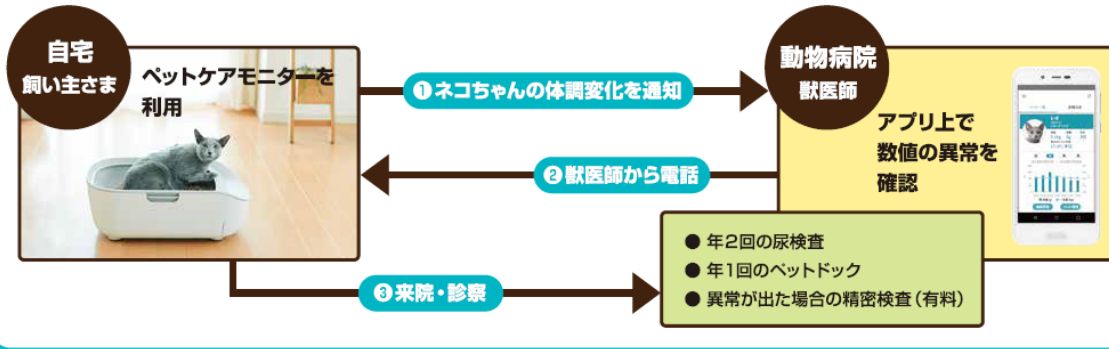 自宅
飼い主さま
ペットケアモニターを
利用
❶ネコちゃんの体調変化を通知
動物病院
獣医師
アプリ上で
数値の異常を
確認
❷獣医師から電話
● 年2回の尿検査
● 年1回のペットドック
● 異常が出た場合の精密検査(有料)
❸来院・診察